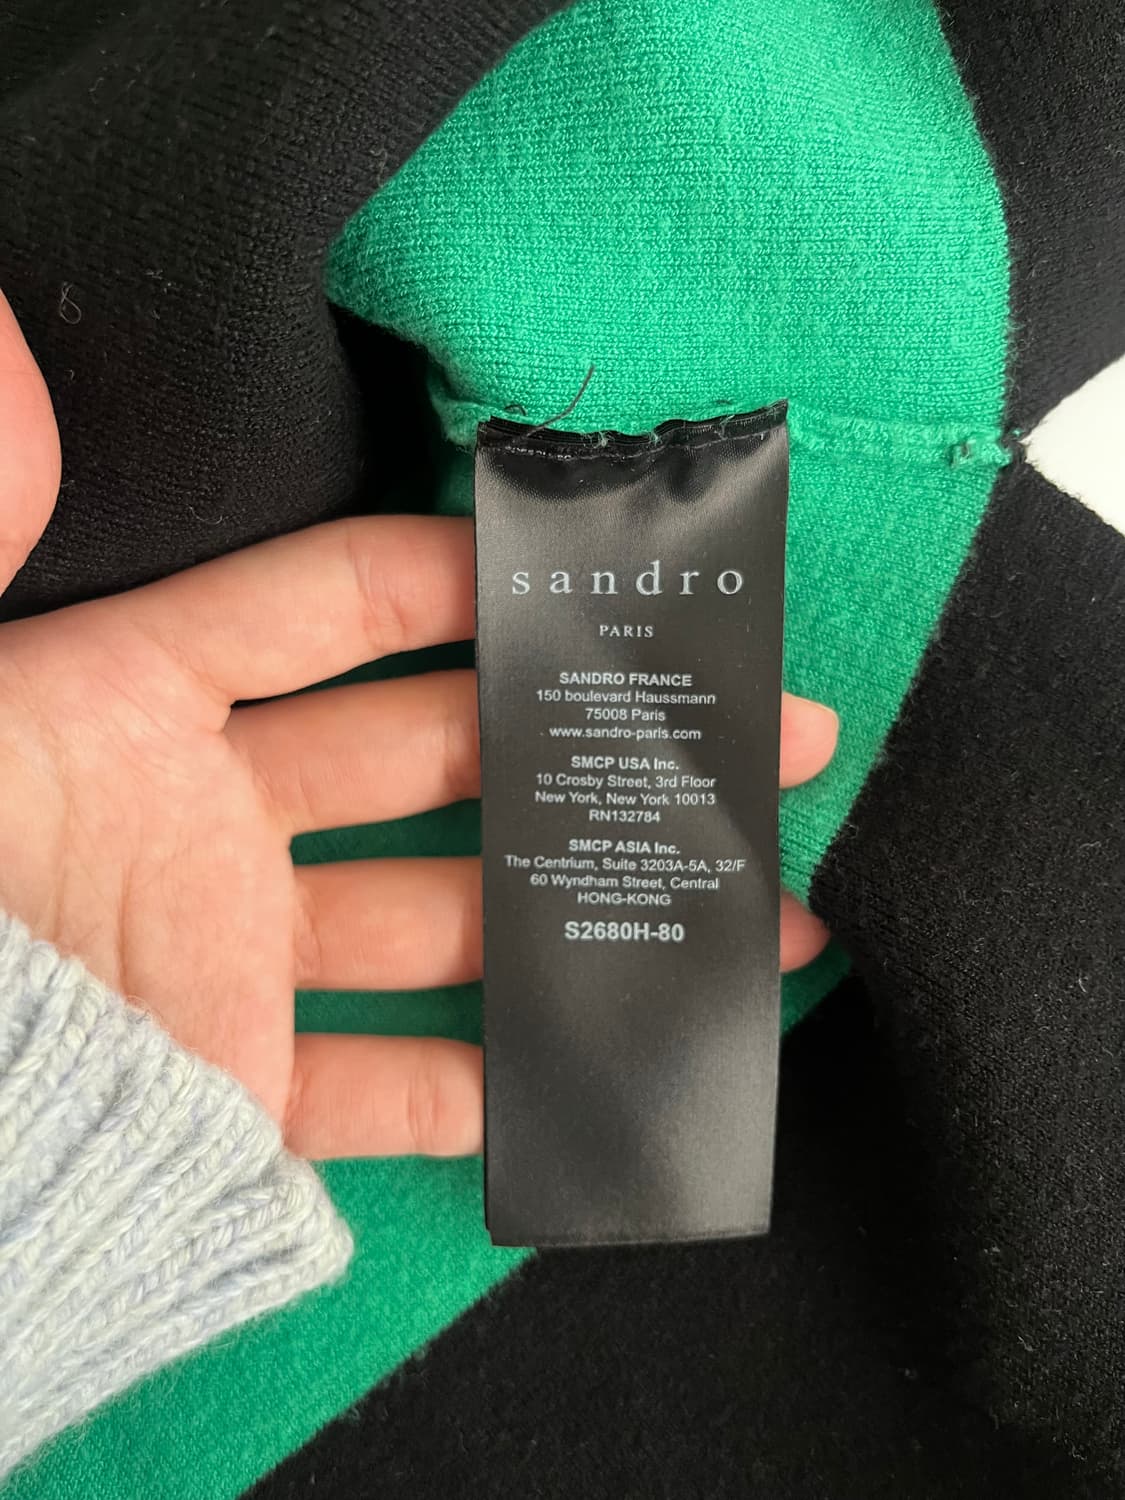 sandro
PARIS
SANDRO FRANCE
150 boulevard Haussmann
75008 Paris
www.sandro-paris.com
SMCP USA Inc.
10 Crosby Street, 3rd Floor
New York, New York 10013
RN132784
SMCP ASIA Inc.
The Centrium, Suite 3203A-5A, 32/F
60 Wyndham Street, Central
HONG-KONG
S2680H-80